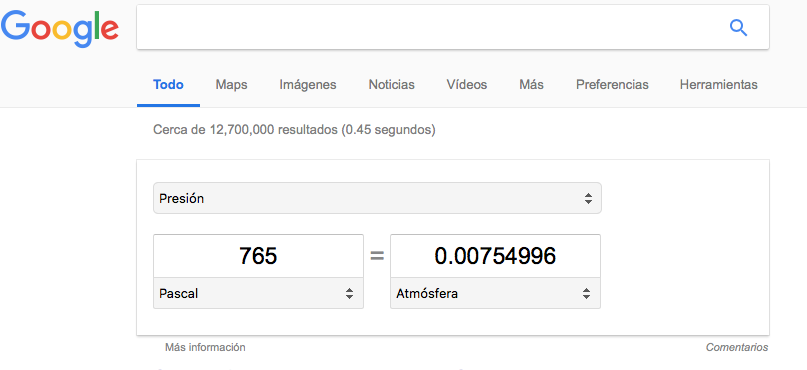 Google
Todo Maps Imágenes Noticias Vídeos Más Preferencias Herramientas
Cerca de 12,700,000 resultados (0.45 segundos)
Presión
765 = 0.00754996
Pascal Atmósfera
Más información Comentarios